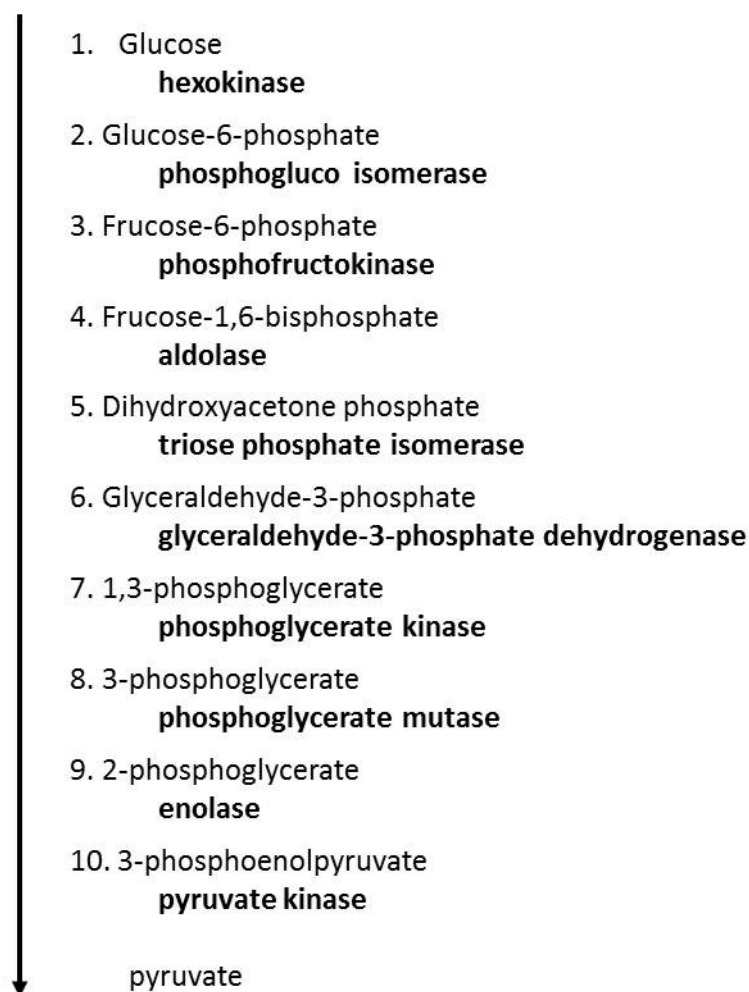 1. Glucose
hexokinase
2. Glucose-6-phosphate
phosphogluco isomerase
3. Frucose-6-phosphate
phosphofructokinase
4. Frucose-1,6-bisphosphate
aldolase
5. Dihydroxyacetone phosphate
triose phosphate isomerase
6. Glyceraldehyde-3-phosphate
glyceraldehyde-3-phosphate dehydrogenase
7. 1,3-phosphoglycerate
phosphoglycerate kinase
8. 3-phosphoglycerate
phosphoglycerate mutase
9. 2-phosphoglycerate
enolase
10. 3-phosphoenolpyruvate
pyruvate kinase
pyruvate